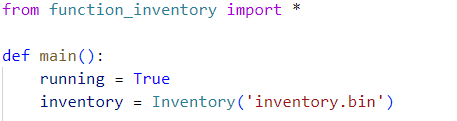 from function_inventory import *
def main():
    running = True
    inventory = Inventory('inventory.bin')